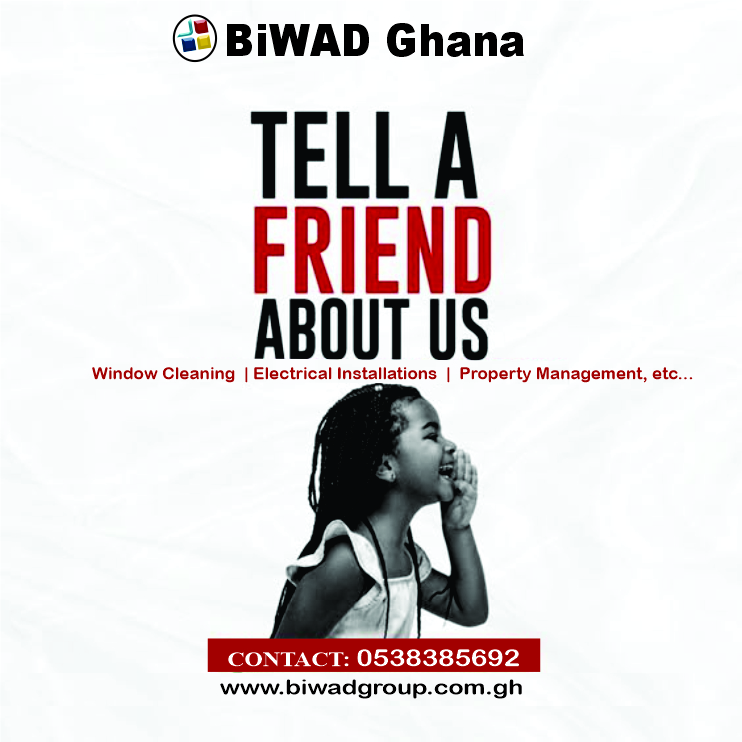 BiWAD Ghana
TELL A
FRIEND
ABOUT US
Window Cleaning | Electrical Installations | Property Management, etc...
CONTACT: 0538385692
www.biwadgroup.com.gh